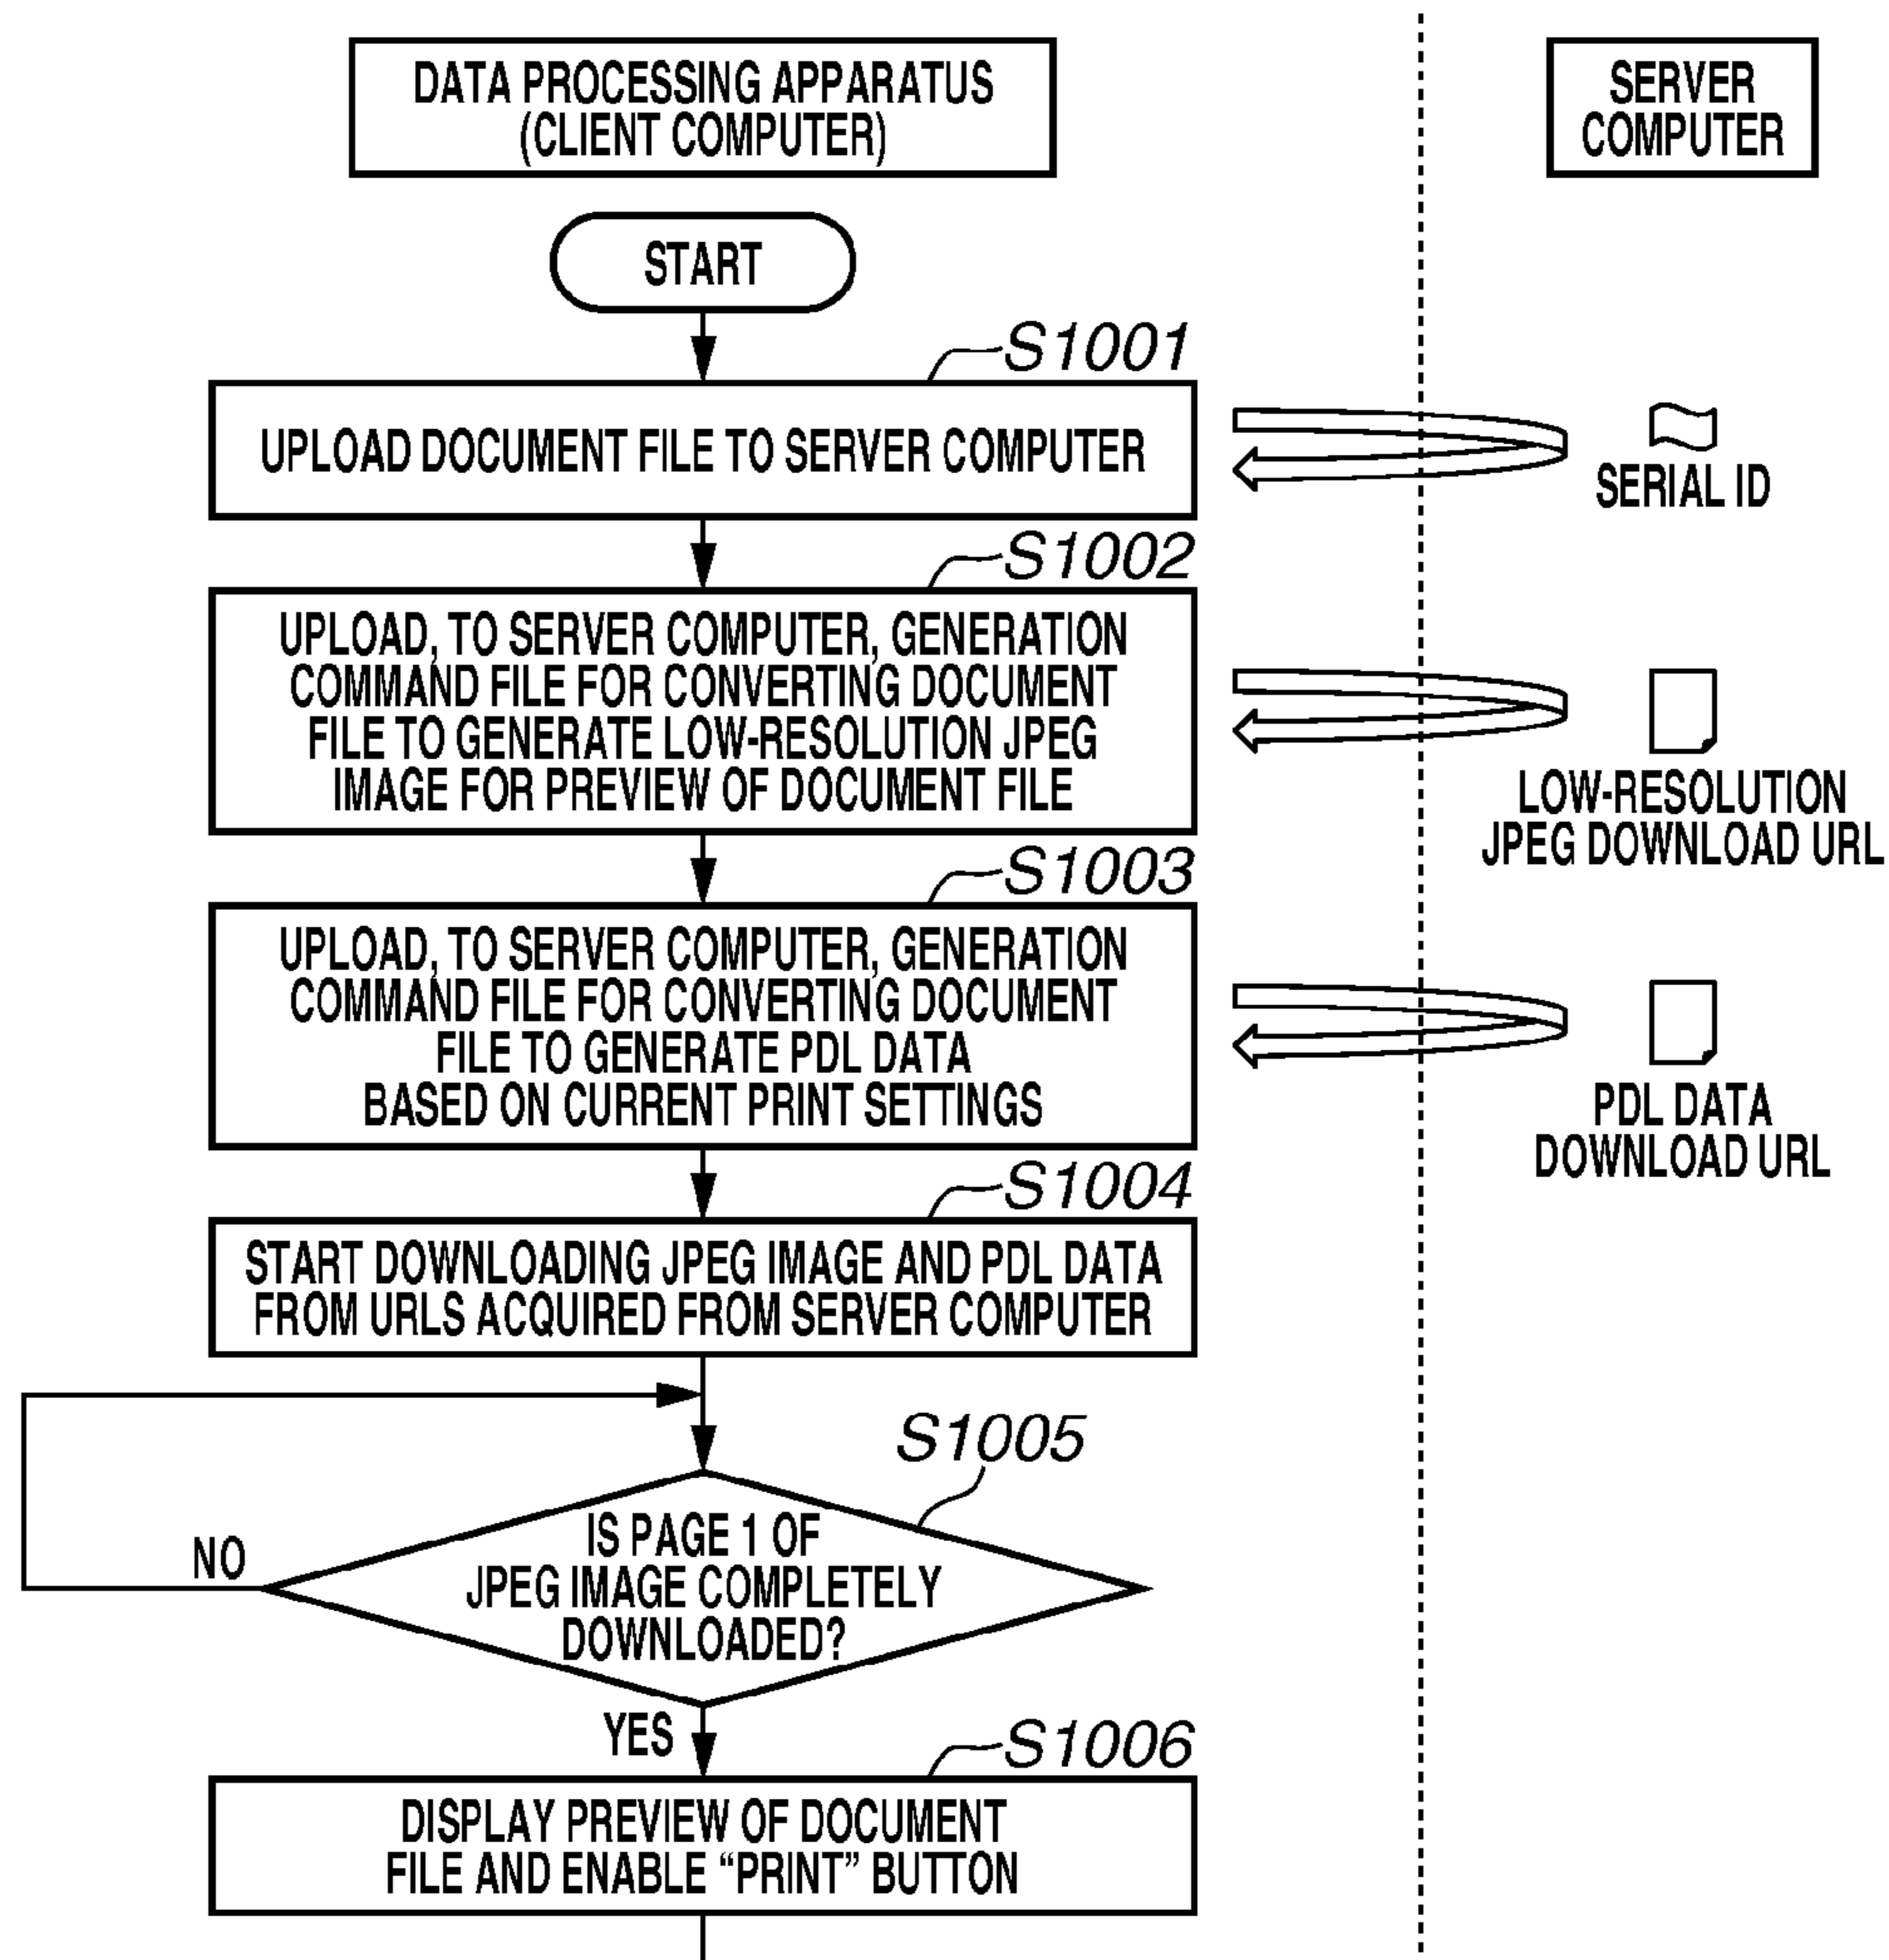 DATA PROCESSING APPARATUS
(CLIENT COMPUTER)
SERVER
COMPUTER
START
S1001
UPLOAD DOCUMENT FILE TO SERVER COMPUTER
SERIAL ID
S1002
UPLOAD, TO SERVER COMPUTER, GENERATION
COMMAND FILE FOR CONVERTING DOCUMENT
FILE TO GENERATE LOW-RESOLUTION JPEG
IMAGE FOR PREVIEW OF DOCUMENT FILE
LOW-RESOLUTION
JPEG DOWNLOAD URL
S1003
UPLOAD, TO SERVER COMPUTER, GENERATION
COMMAND FILE FOR CONVERTING DOCUMENT
FILE TO GENERATE PDL DATA
BASED ON CURRENT PRINT SETTINGS
PDL DATA
DOWNLOAD URL
S1004
START DOWNLOADING JPEG IMAGE AND PDL DATA
FROM URLS ACQUIRED FROM SERVER COMPUTER
S1005
IS PAGE 1 OF
JPEG IMAGE COMPLETELY
DOWNLOADED?
NO
YES
S1006
DISPLAY PREVIEW OF DOCUMENT
FILE AND ENABLE “PRINT” BUTTON